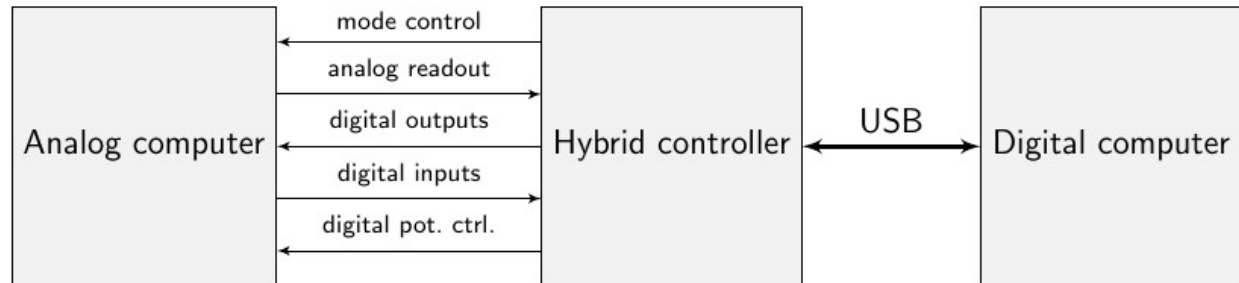 mode control
analog readout
digital outputs
Analog computer
Hybrid controller
USB
Digital computer
digital inputs
digital pot. ctrl.